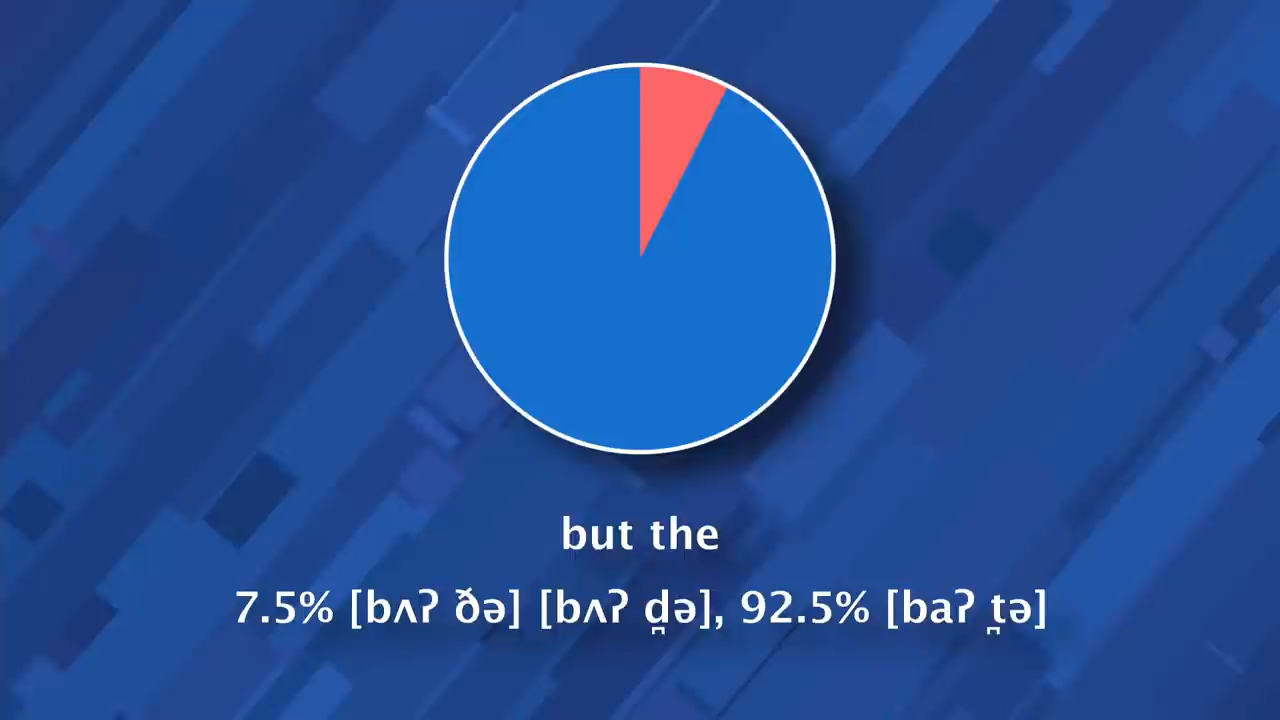 but the
7.5% [bʌʔ ðə] [bʌʔ d̪ə], 92.5% [baʔ t̪ə]